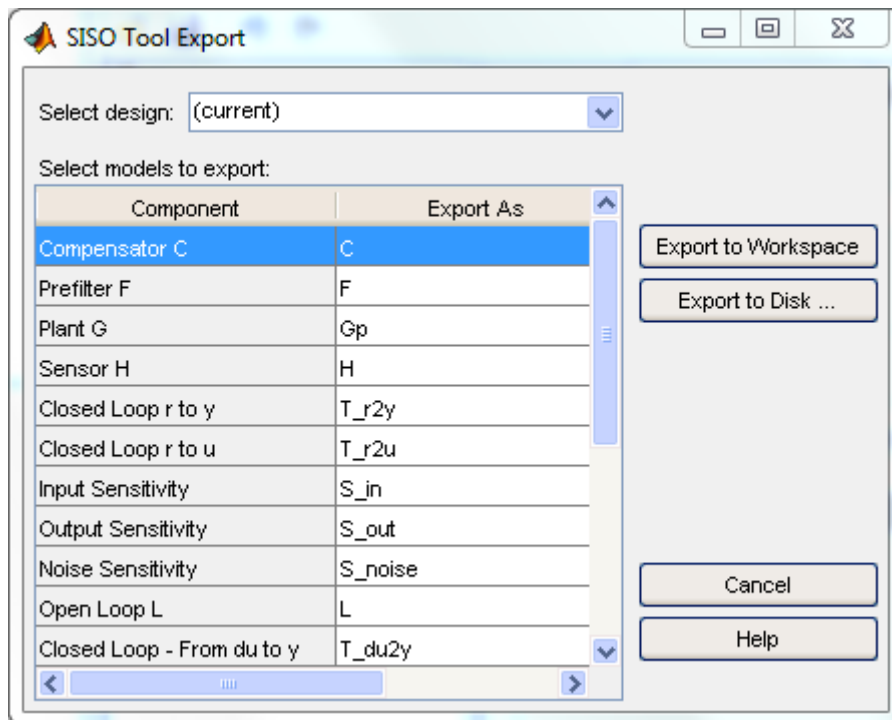 SISO Tool Export
Select design: (current)
Select models to export:
Component Export As
Compensator C C
Prefilter F F
Plant G Gp
Sensor H H
Closed Loop r to y T_r2y
Closed Loop r to u T_r2u
Input Sensitivity S_in
Output Sensitivity S_out
Noise Sensitivity S_noise
Open Loop L L
Closed Loop - From du to y T_du2y
Export to Workspace
Export to Disk ...
Cancel
Help